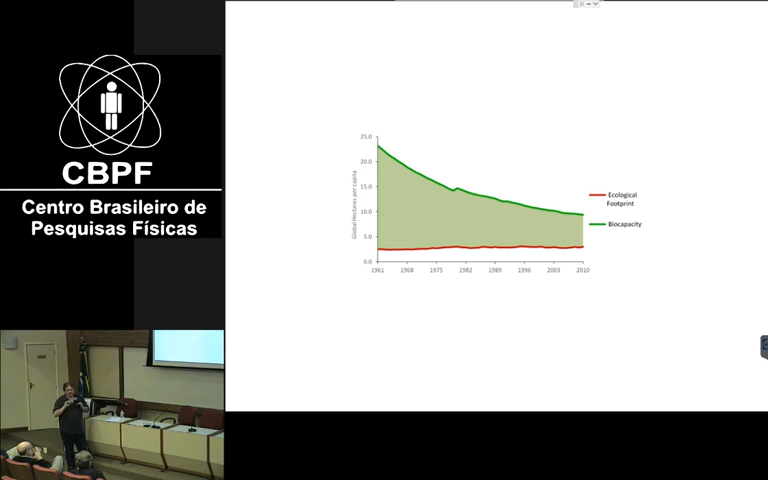 CBPF
Centro Brasileiro de
Pesquisas Físicas
25.0
20.0
15.0
10.0
5.0
0.0
Global Hectares per capita
1961
1968
1975
1982
1989
1996
2003
2010
Ecological
Footprint
Biocapacity